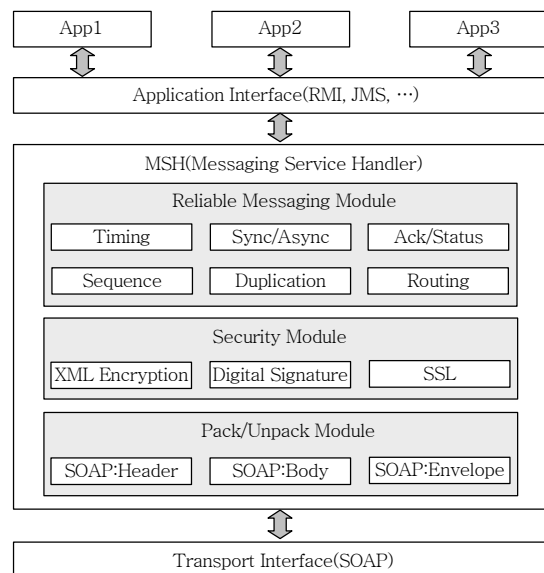 App1 App2 App3
Application Interface(RMI, JMS, …)
MSH(Messaging Service Handler)
Reliable Messaging Module
Timing Sync/Async Ack/Status
Sequence Duplication Routing
Security Module
XML Encryption Digital Signature SSL
Pack/Unpack Module
SOAP:Header SOAP:Body SOAP:Envelope
Transport Interface(SOAP)